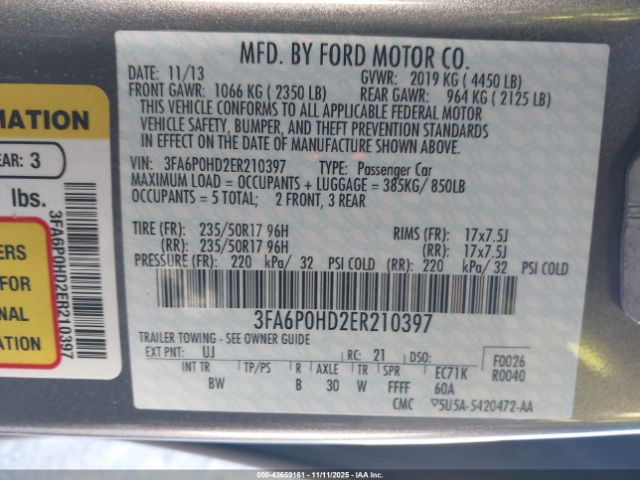 MFD. BY FORD MOTOR CO.
DATE: 11/13
GVWR: 2019 KG ( 4450 LB)
FRONT GAWR: 1066 KG ( 2350 LB)
REAR GAWR: 964 KG ( 2125 LB)
THIS VEHICLE CONFORMS TO ALL APPLICABLE FEDERAL MOTOR
VEHICLE SAFETY, BUMPER, AND THEFT PREVENTION STANDARDS
IN EFFECT ON THE DATE OF MANUFACTURE SHOWN ABOVE.
VIN: 3FA6P0HD2ER210397 TYPE: Passenger Car
MAXIMUM LOAD = OCCUPANTS + LUGGAGE = 385KG/ 850LB
OCCUPANTS = 5 TOTAL; 2 FRONT, 3 REAR
TIRE (FR): 235/50R17 96H RIMS (FR): 17x7.5J
(RR): 235/50R17 96H (RR): 17x7.5J
PRESSURE (FR): 220 kPa/ 32 PSI COLD (RR): 220 kPa/ 32 PSI COLD
3FA6P0HD2ER210397
TRAILER TOWING - SEE OWNER GUIDE
EXT PNT: UJ RC: 21 DSO: F0026
R0040
INT TR TP/PS R AXLE TR SPR EC71K
BW B 30 W FFFF 60A
CMC ▽5U5A-5420472-AA
MATION
EAR: 3
lbs.
ERS
FOR
NAL
ON
3FA6P0HD2ER210397
IAAI STOCK #: 43659161 - 11/11/2025 - IAAI.COM